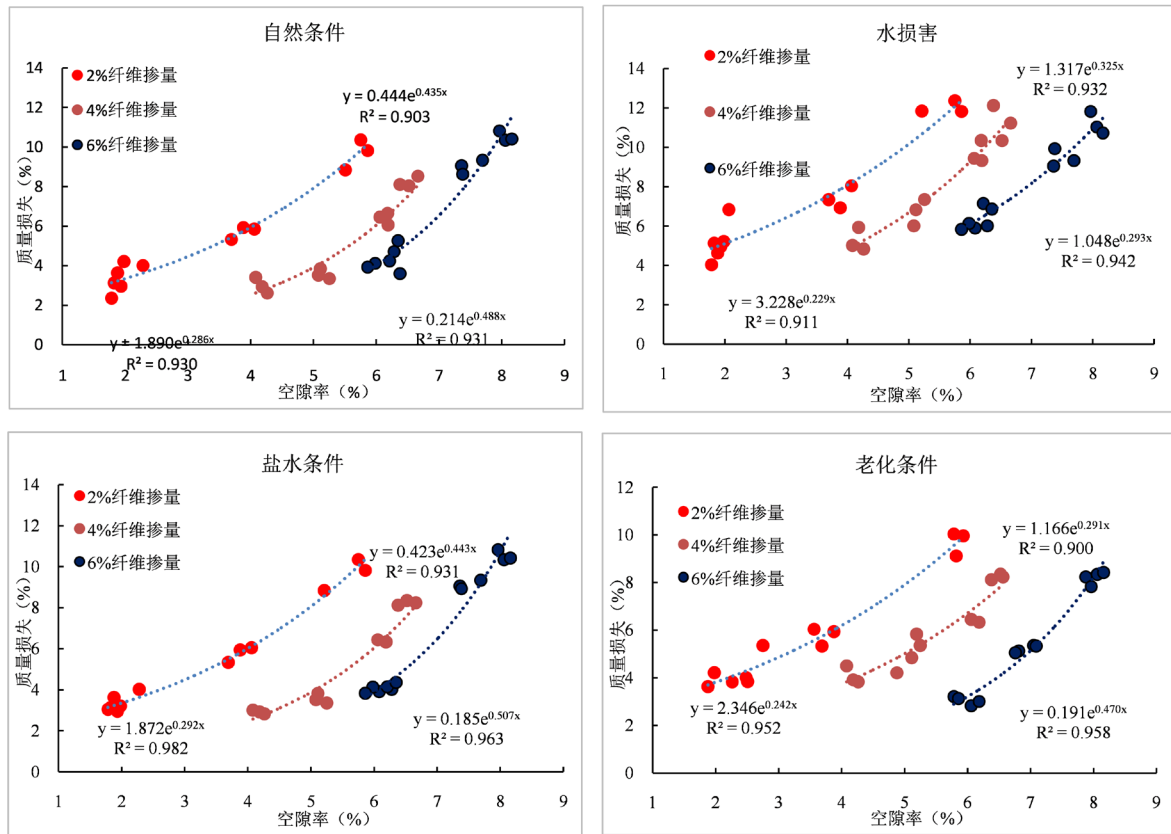 自然条件
14
12
10
8
6
4
2
0
质量损失(%)
2%纤维掺量
4%纤维掺量
6%纤维掺量
y = 0.444e^0.435x
R² = 0.903
y = 0.214e^0.488x
R² = 0.931
y = 1.890e^0.286x
R² = 0.930
1 2 4 5 6 8 9
空隙率（%）
水损害
14
12
10
8
6
4
2
0
质量损失(%)
2%纤维掺量
4%纤维掺量
6%纤维掺量
y = 1.317e^0.325x
R² = 0.932
y = 1.048e^0.293x
R² = 0.942
y = 3.228e^0.229x
R² = 0.911
1 2 3 4 5 6 7 8 9
空隙率（%）
盐水条件
14
12
10
8
6
4
2
0
质量损失(%)
2%纤维掺量
4%纤维掺量
6%纤维掺量
y = 0.423e^0.443x
R² = 0.931
y = 0.185e^0.507x
R² = 0.963
y = 1.872e^0.292x
R² = 0.982
1 2 3 4 5 6 7 8 9
空隙率（%）
老化条件
12
10
8
6
4
2
0
质量损失(%)
2%纤维掺量
4%纤维掺量
6%纤维掺量
y = 1.166e^0.291x
R² = 0.900
y = 0.191e^0.470x
R² = 0.958
y = 2.346e^0.242x
R² = 0.952
1 2 3 4 5 6 7 8 9
空隙率（%）